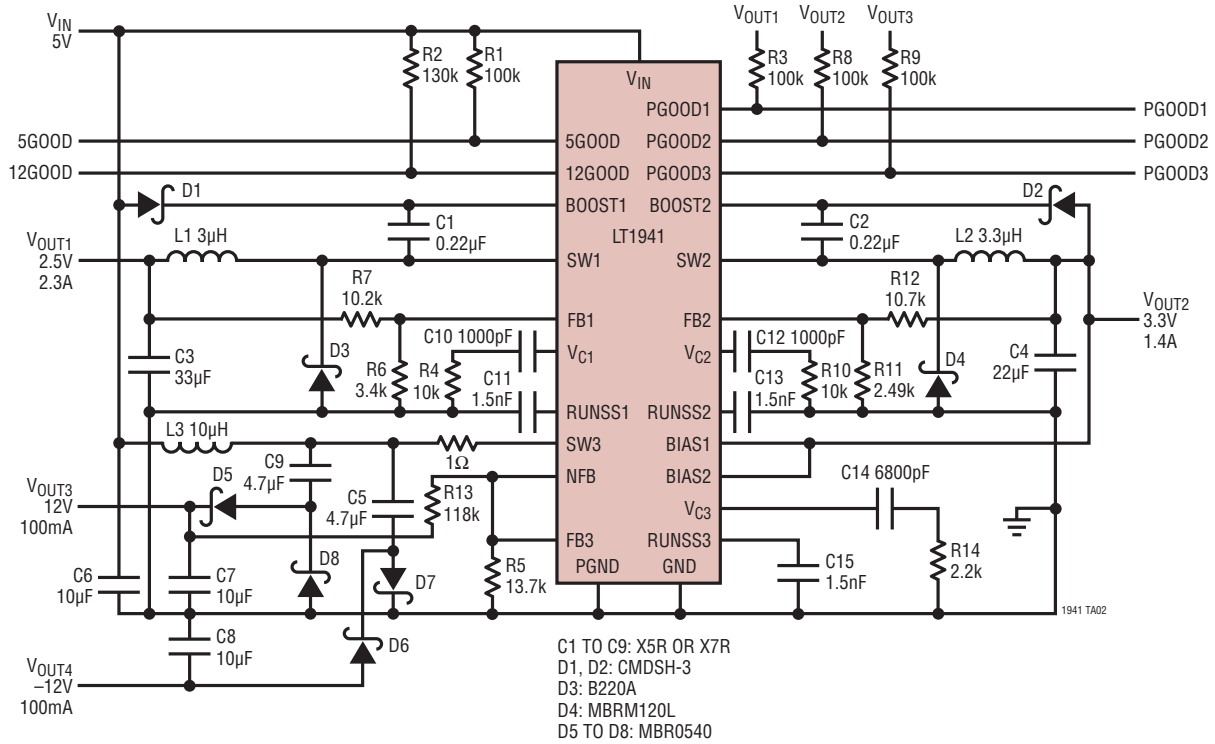 VIN
5V
R2
130k
R1
100k
VOUT1
VOUT2
VOUT3
R3
100k
R8
100k
R9
100k
VIN
PGOOD1
PGOOD1
5GOOD
5GOOD
PGOOD2
PGOOD2
12GOOD
12GOOD
PGOOD3
PGOOD3
D1
BOOST1
BOOST2
D2
C1
0.22µF
LT1941
C2
0.22µF
VOUT1
2.5V
2.3A
L1 3µH
SW1
SW2
L2 3.3µH
R7
10.2k
R12
10.7k
FB1
FB2
VOUT2
3.3V
1.4A
C3
33µF
D3
R6
3.4k
R4
10k
C10 1000pF
VC1
VC2
C12 1000pF
C11
1.5nF
C13
1.5nF
R10
10k
R11
2.49k
D4
C4
22µF
RUNSS1
RUNSS2
L3 10µH
1Ω
SW3
BIAS1
C9
4.7µF
NFB
BIAS2
VOUT3
12V
100mA
D5
C5
4.7µF
R13
118k
VC3
C14 6800pF
FB3
RUNSS3
C6
10µF
C7
10µF
D8
D7
R5
13.7k
PGND
GND
C15
1.5nF
R14
2.2k
1941 TA02
C8
10µF
D6
VOUT4
–12V
100mA
C1 TO C9: X5R OR X7R
D1, D2: CMDSH-3
D3: B220A
D4: MBRM120L
D5 TO D8: MBR0540